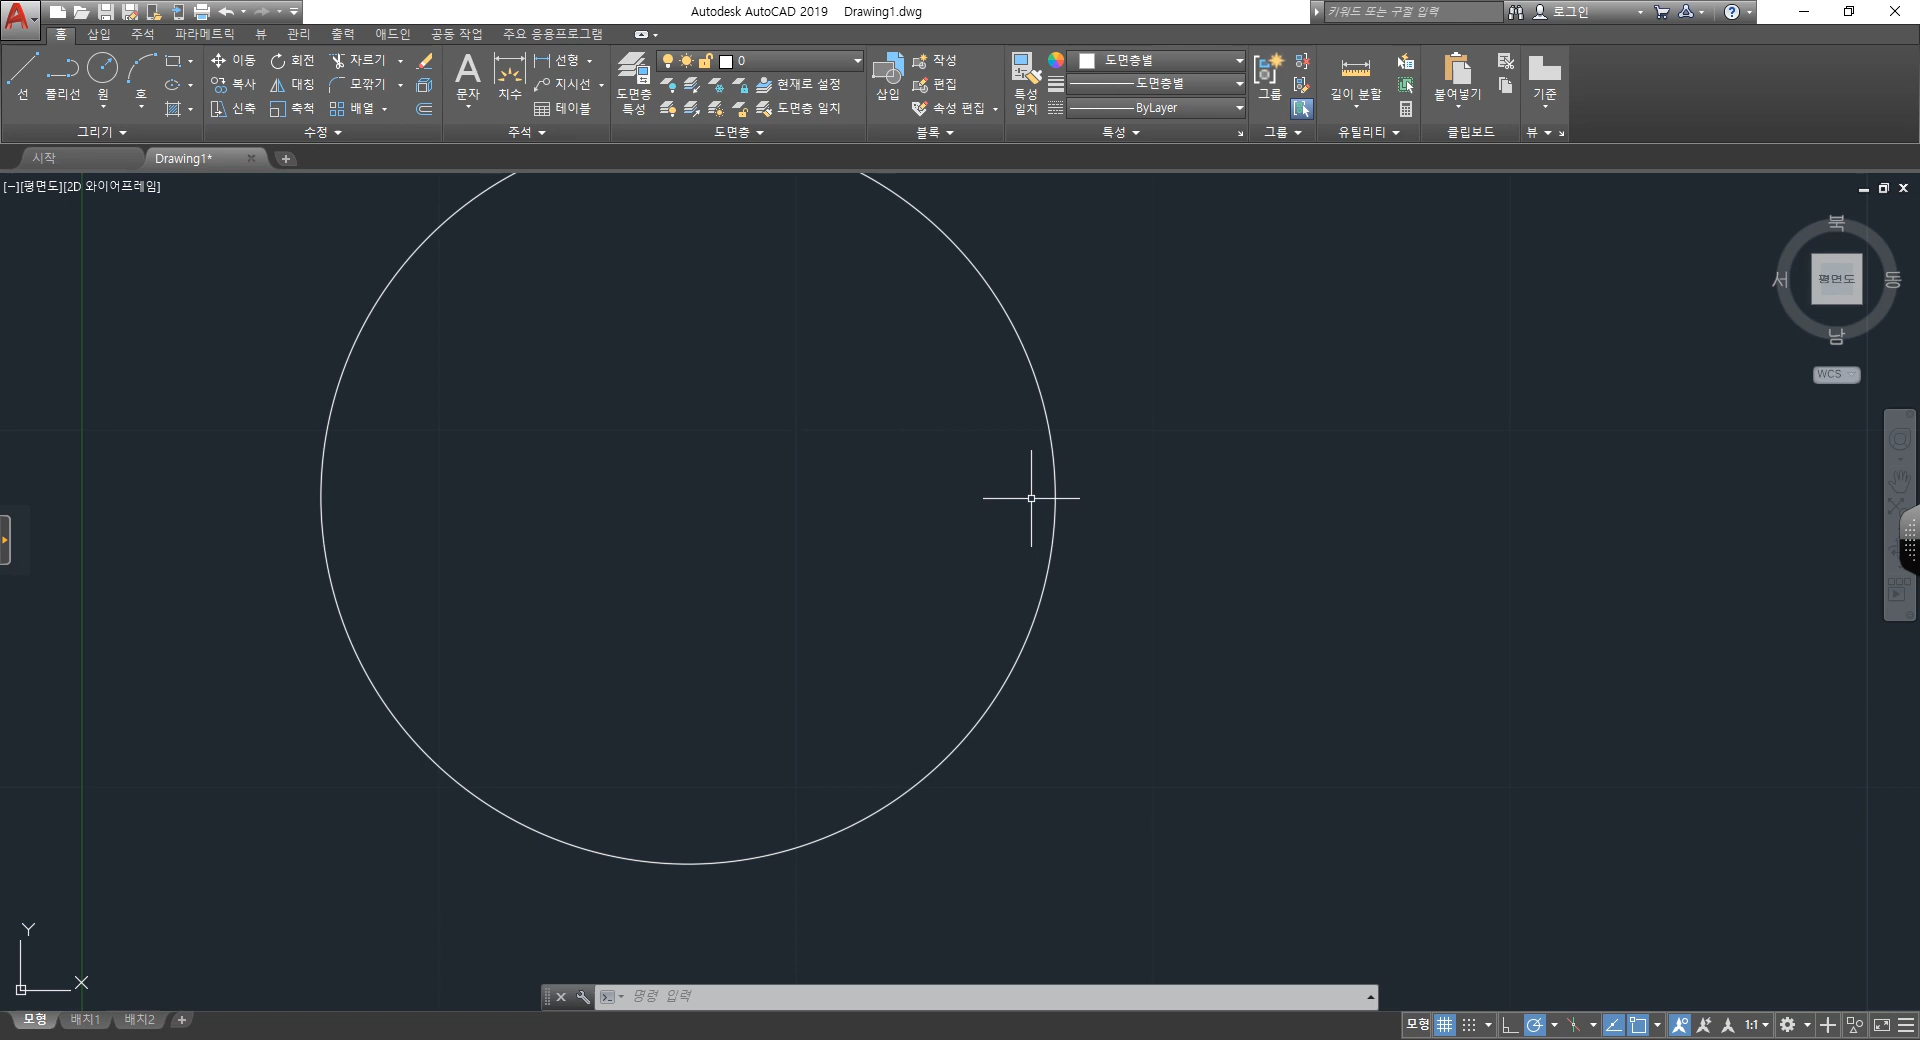 Autodesk AutoCAD 2019 Drawing1.dwg 키워드 또는 구절 입력 로그인
홈 삽입 주석 파라메트릭 뷰 관리 출력 애드인 공동 작업 주요 응용프로그램
이동 회전 자르기 선형 0 작성 도면층별
선 폴리선 원 호 복사 대칭 모깎기 문자 치수 지시선 도면층 특성 현재로 설정 삽입 편집 특성 일치 도면층별 그룹 길이 분할 붙여넣기 기준
신축 축척 배열 테이블 도면층 일치 속성 편집 ByLayer
그리기 수정 주석 도면층 블록 특성 그룹 유틸리티 클립보드 뷰
시작 Drawing1*
[−][평면도][2D 와이어프레임]
북
서 평면도 동
남
WCS
Y
X
명령 입력
모형 배치1 배치2 모형 1:1